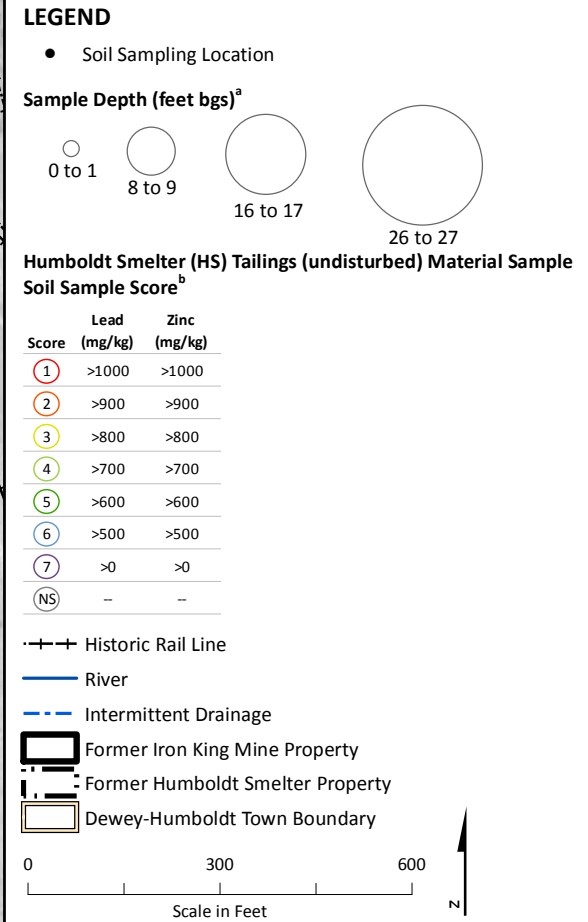 LEGEND
Soil Sampling Location
Sample Depth (feet bgs)a
0 to 1
8 to 9
16 to 17
26 to 27
Humboldt Smelter (HS) Tailings (undisturbed) Material Sample
Soil Sample Scoreb
Lead Zinc
Score (mg/kg) (mg/kg)
1 >1000 >1000
2 >900 >900
3 >800 >800
4 >700 >700
5 >600 >600
6 >500 >500
7 >0 >0
NS -- --
Historic Rail Line
River
Intermittent Drainage
Former Iron King Mine Property
Former Humboldt Smelter Property
Dewey-Humboldt Town Boundary
0 300 600
Scale in Feet
N